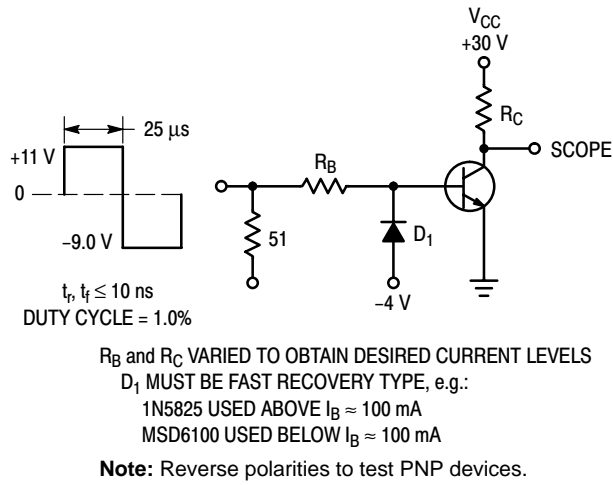 V_CC
+30 V
25 μs
R_C
+11 V
SCOPE
R_B
0
51
D_1
−9.0 V
−4 V
t_r, t_f ≤ 10 ns
DUTY CYCLE = 1.0%
R_B and R_C VARIED TO OBTAIN DESIRED CURRENT LEVELS
D_1 MUST BE FAST RECOVERY TYPE, e.g.:
1N5825 USED ABOVE I_B ≈ 100 mA
MSD6100 USED BELOW I_B ≈ 100 mA
Note: Reverse polarities to test PNP devices.